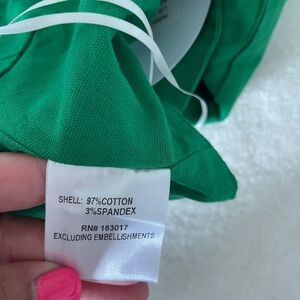 SHELL: 97%COTTON
3%SPANDEX
RN# 163017
EXCLUDING EMBELLISHMENTS